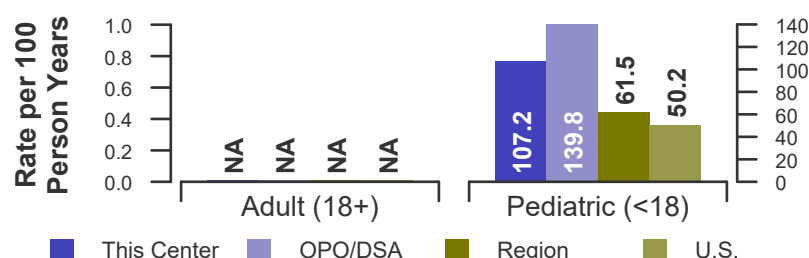 Rate per 100
Person Years
1.0
0.8
0.6
0.4
0.2
0.0
NA NA NA NA
107.2 139.8 61.5 50.2
140
120
100
80
60
40
20
0
Adult (18+) Pediatric (<18)
This Center OPO/DSA Region U.S.